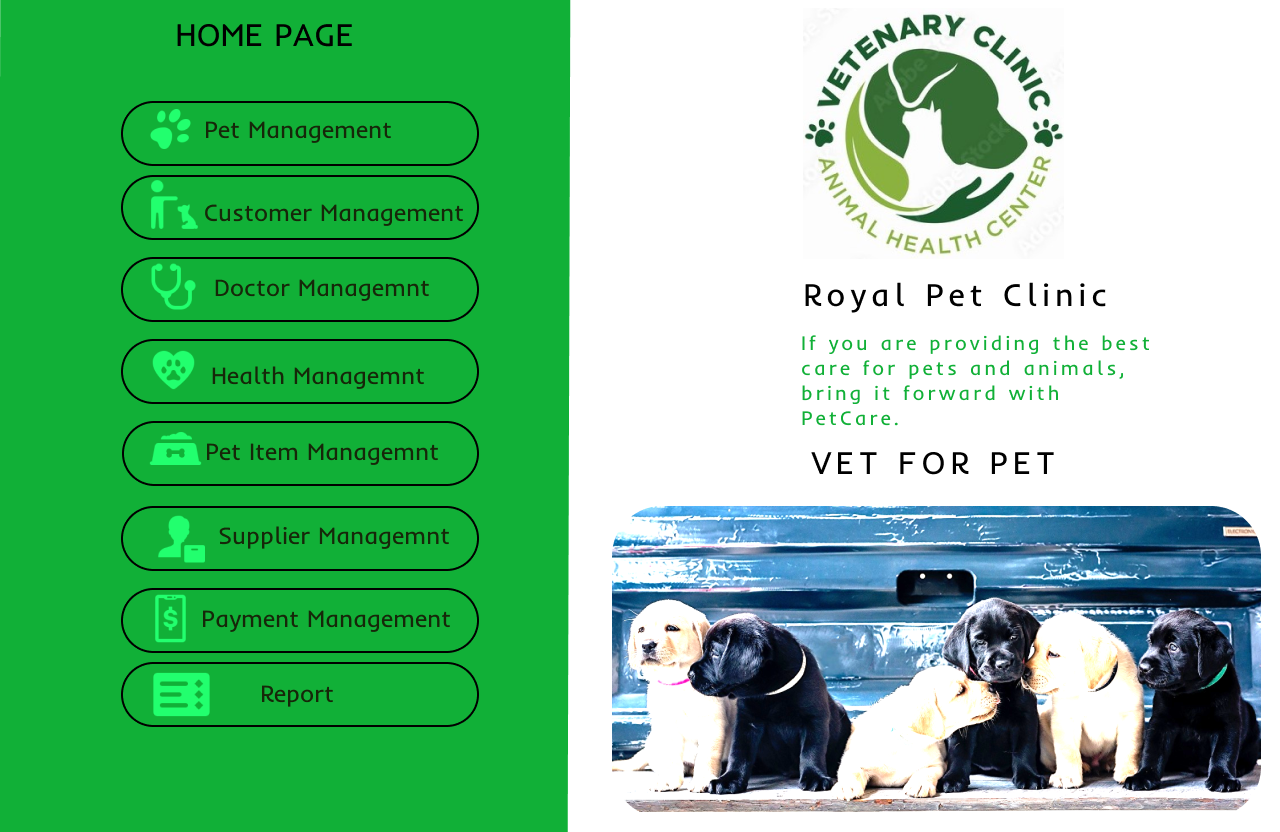 HOME PAGE
Pet Management
Customer Management
Doctor Managemnt
Health Managemnt
Pet Item Managemnt
Supplier Managemnt
Payment Management
Report
VETENARY CLINIC
ANIMAL HEALTH CENTER
Adobe Stock
Royal Pet Clinic
If you are providing the best
care for pets and animals,
bring it forward with
PetCare.
VET FOR PET